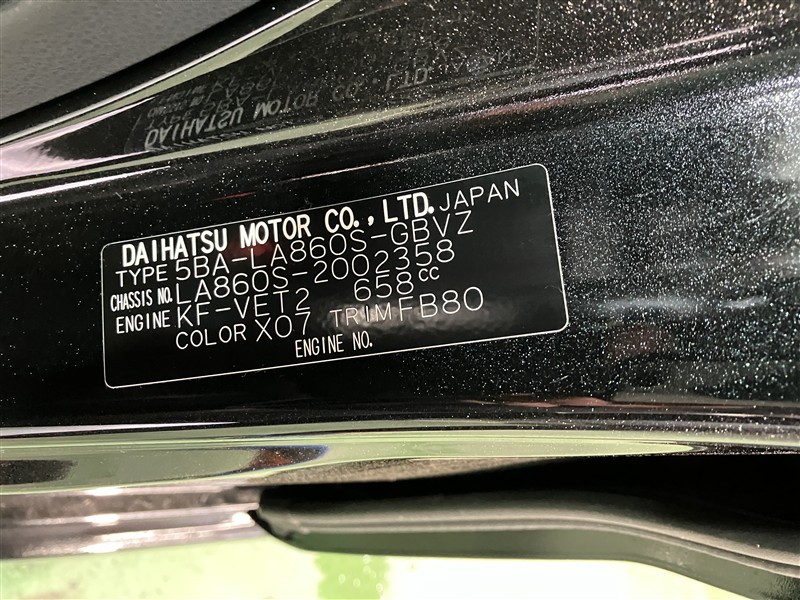 DAIHATSU MOTOR CO.,LTD. JAPAN
TYPE 5BA-LA860S-GBVZ
CHASSIS NO. LA860S-2002358
ENGINE KF-VET2 658cc
COLOR X07 TRIM FB80
ENGINE NO.